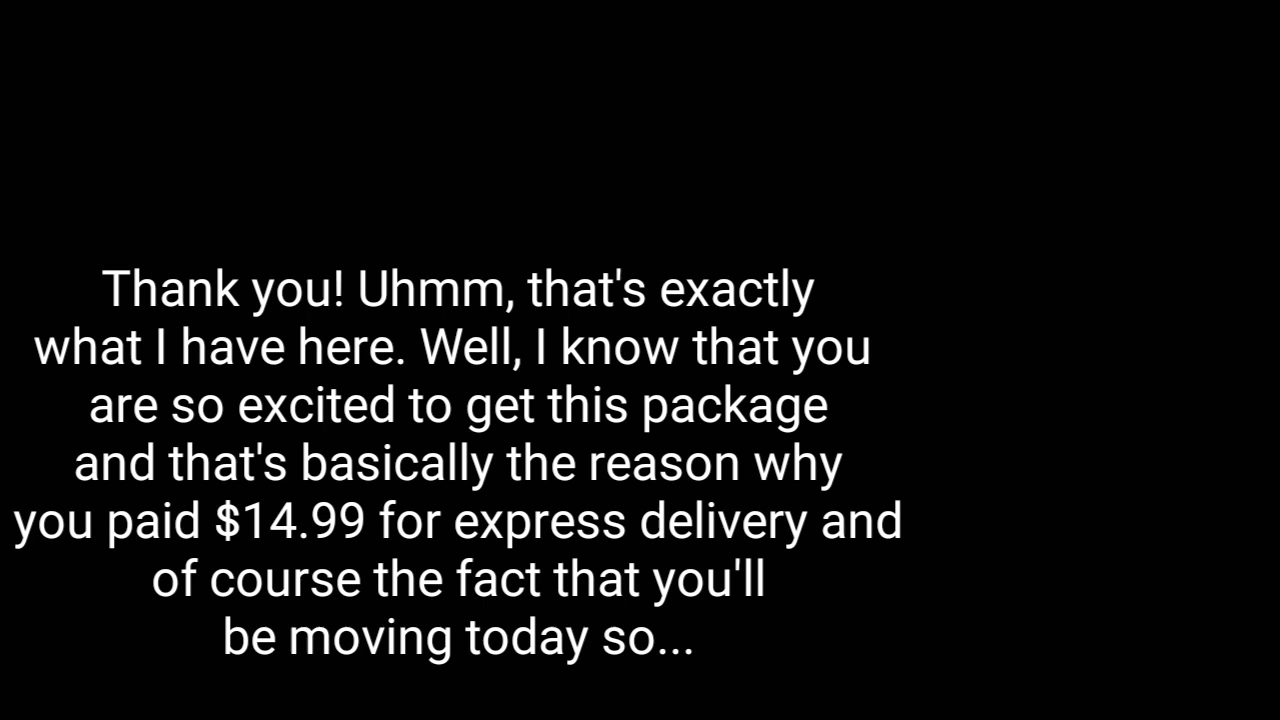 Thank you! Uhmm, that's exactly
what I have here. Well, I know that you
are so excited to get this package
and that's basically the reason why
you paid $14.99 for express delivery and
of course the fact that you'll
be moving today so...